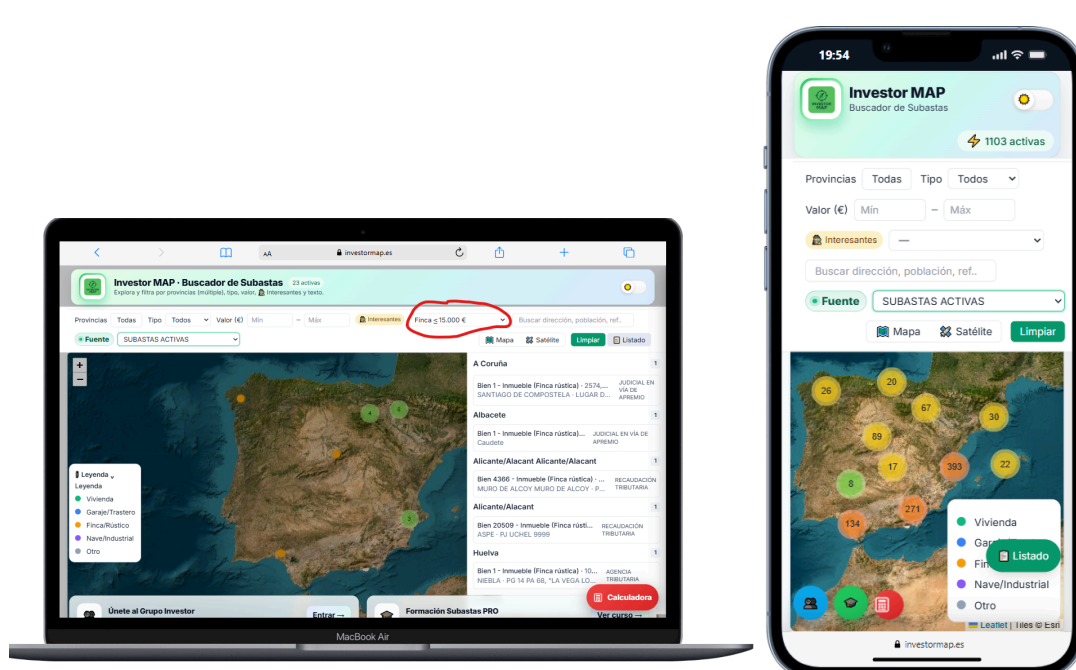 investormap.es
Investor MAP · Buscador de Subastas 23 activas
Explora y filtra por provincias (múltiple), tipo, valor, Interesantes y texto.
Provincias Todas Tipo Todos Valor (€) Mín – Máx Interesantes Finca ≤ 15.000 € Buscar dirección, población, ref..
Fuente SUBASTAS ACTIVAS Mapa Satélite Limpiar Listado
+
−
4
3
Leyenda
Leyenda
Vivienda
Garaje/Trastero
Finca/Rústico
Nave/Industrial
Otro
A Coruña 1
Bien 1 - Inmueble (Finca rústica) · 2574,... JUDICIAL EN VÍA DE APREMIO
SANTIAGO DE COMPOSTELA · LUGAR D...
Albacete 1
Bien 1 - Inmueble (Finca rústica)... JUDICIAL EN VÍA DE APREMIO
Caudete
Alicante/Alacant Alicante/Alacant 1
Bien 4366 - Inmueble (Finca rústica) · ... RECAUDACIÓN TRIBUTARIA
MURO DE ALCOY MURO DE ALCOY · P...
Alicante/Alacant 1
Bien 20509 - Inmueble (Finca rústi... RECAUDACIÓN TRIBUTARIA
ASPE · PJ UCHEL 9999
Huelva 1
Bien 1 - Inmueble (Finca rústica) · 10... AGENCIA TRIBUTARIA
NIEBLA · PG 14 PA 68, "LA VEGA LO...
Calculadora
Únete al Grupo Investor Entrar →
Formación Subastas PRO Ver curso →
MacBook Air
19:54
Investor MAP
Buscador de Subastas
1103 activas
Provincias Todas Tipo Todos
Valor (€) Mín – Máx
Interesantes —
Buscar dirección, población, ref..
Fuente SUBASTAS ACTIVAS
Mapa Satélite Limpiar
26
20
67
30
89
17
393
22
8
271
134
Vivienda
Listado
Nave/Industrial
Otro
Leaflet | Tiles © Esri
investormap.es